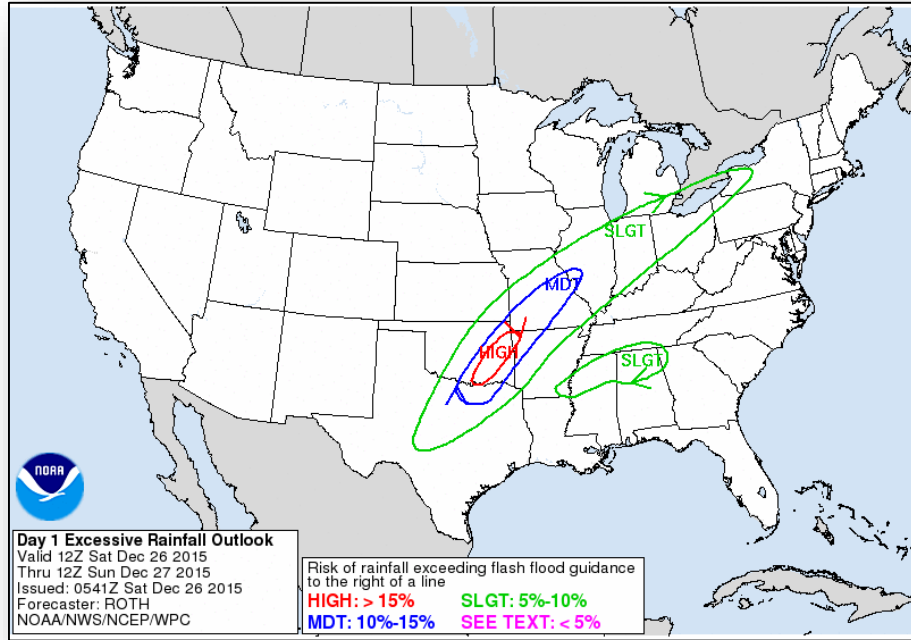 SLGT
MDT
HIGH
SLGT
NOAA
Day 1 Excessive Rainfall Outlook
Valid 12Z Sat Dec 26 2015
Thru 12Z Sun Dec 27 2015
Issued: 0541Z Sat Dec 26 2015
Forecaster: ROTH
NOAA/NWS/NCEP/WPC
Risk of rainfall exceeding flash flood guidance
to the right of a line
HIGH: > 15% SLGT: 5%-10%
MDT: 10%-15% SEE TEXT: < 5%